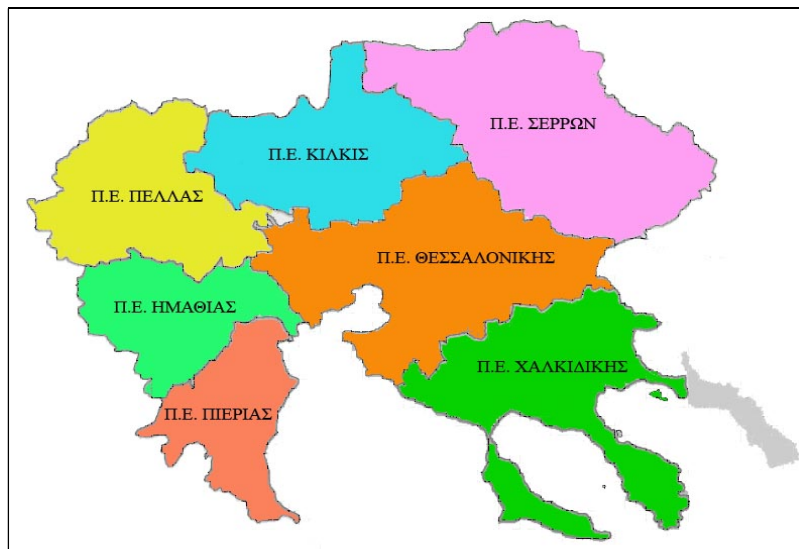 Π.Ε. ΣΕΡΡΩΝ
Π.Ε. ΚΙΛΚΙΣ
Π.Ε. ΠΕΛΛΑΣ
Π.Ε. ΘΕΣΣΑΛΟΝΙΚΗΣ
Π.Ε. ΗΜΑΘΙΑΣ
Π.Ε. ΧΑΛΚΙΔΙΚΗΣ
Π.Ε. ΠΙΕΡΙΑΣ